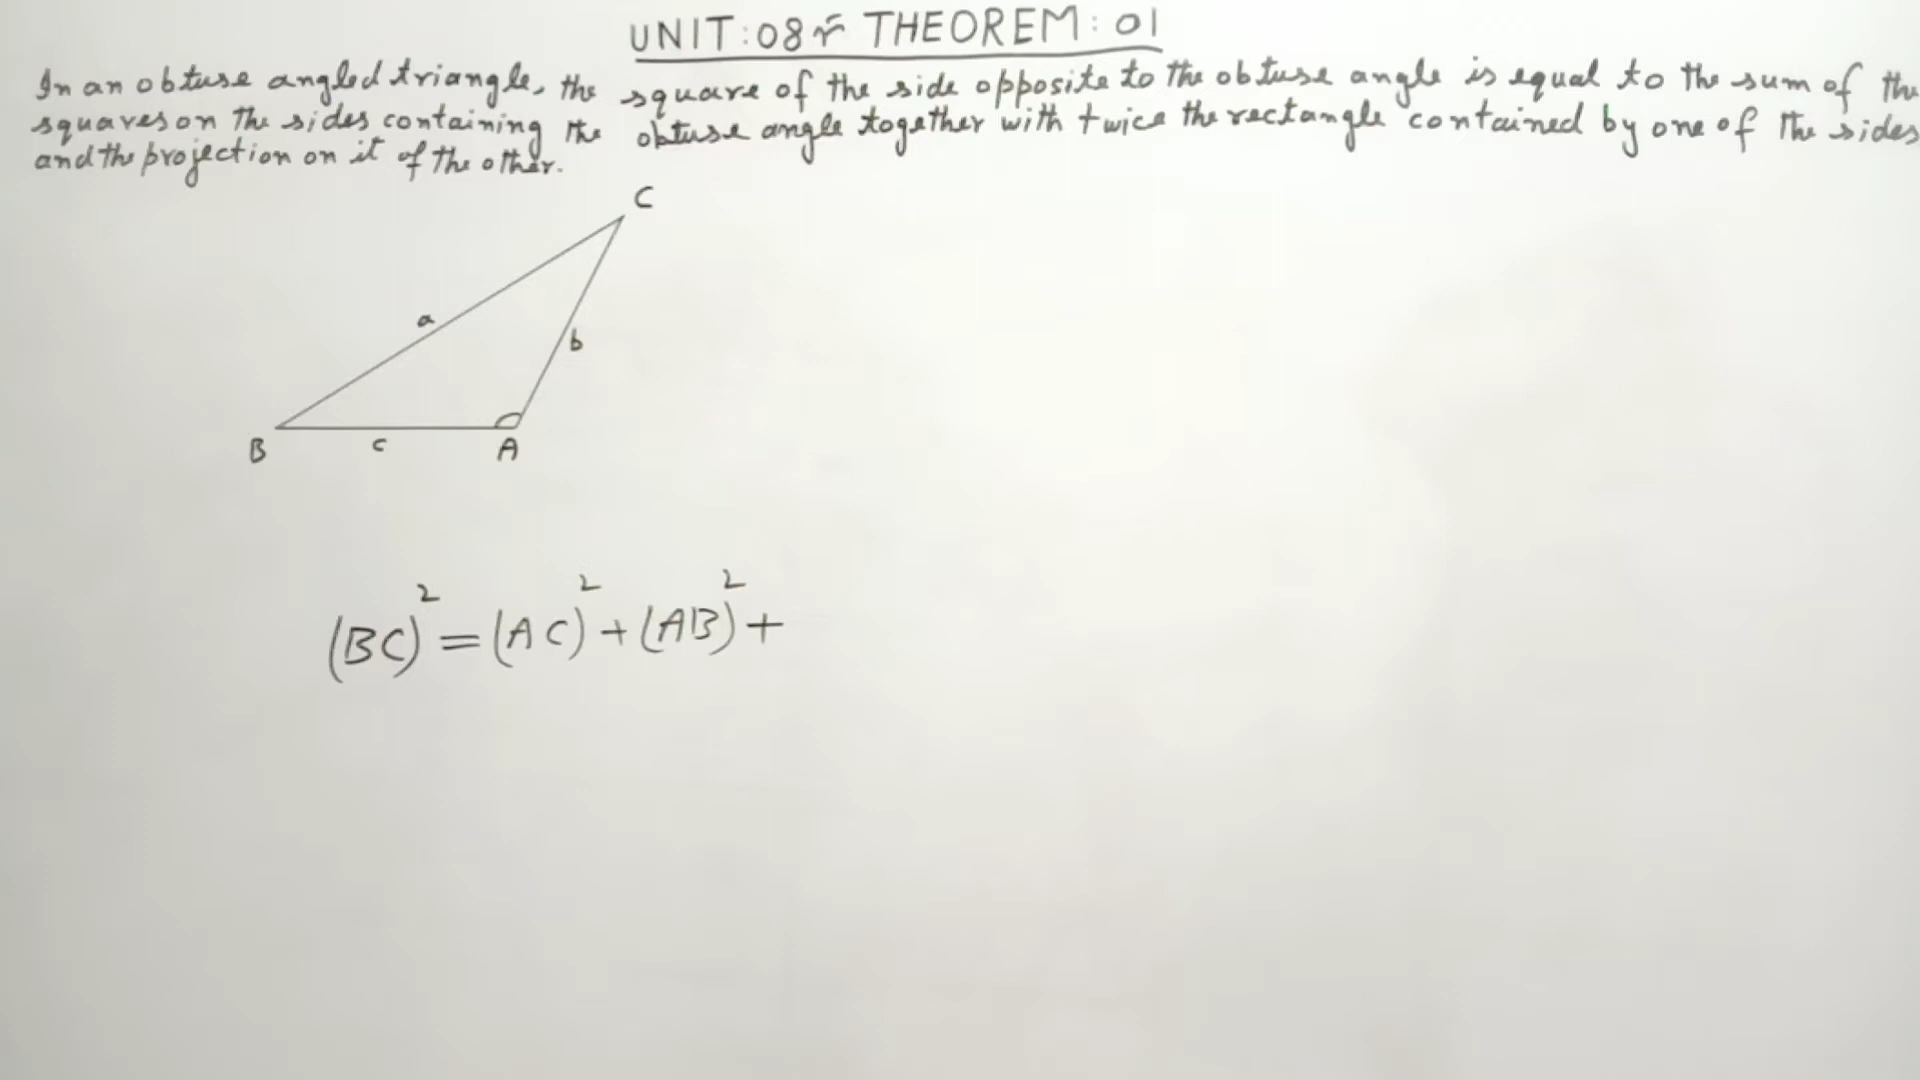 UNIT:08 THEOREM:01
In an obtuse angled triangle, the square of the side opposite to the obtuse angle is equal to the sum of the
squares on the sides containing the obtuse angle together with twice the rectangle contained by one of the sides
and the projection on it of the other.
C
a
b
B
c
A
(BC)² = (AC)² + (AB)² +